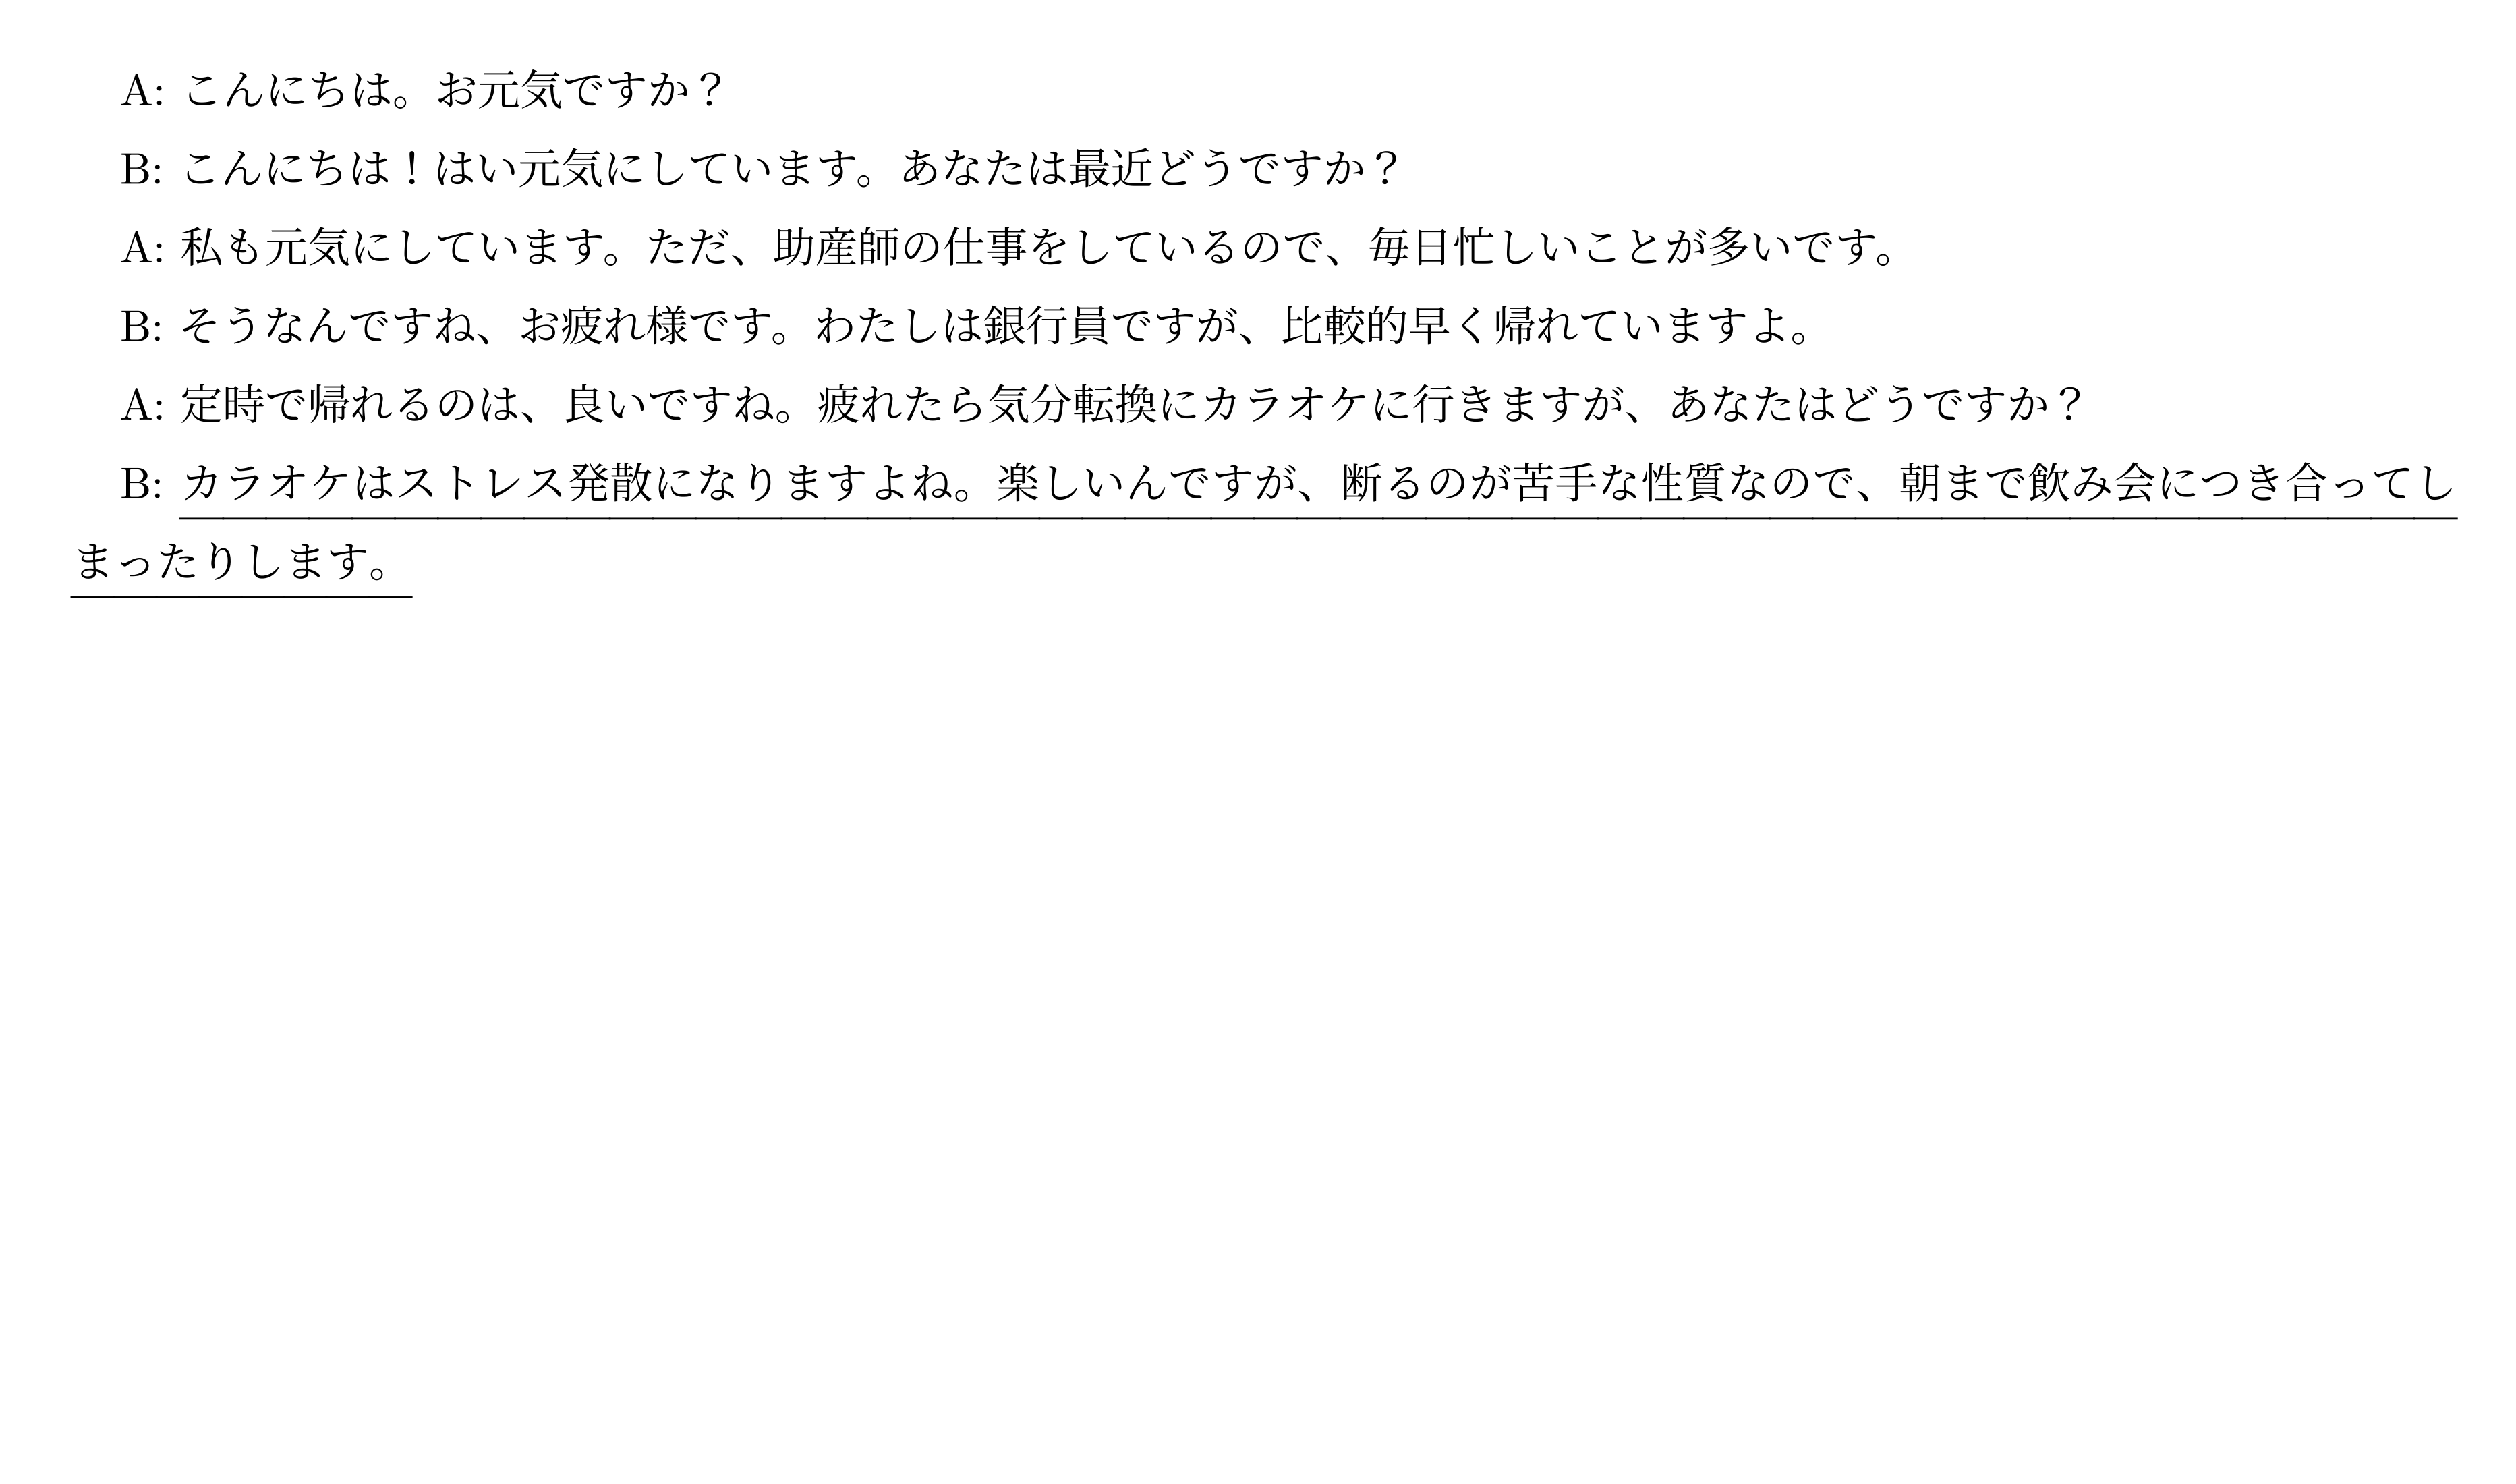 A: こんにちは。お元気ですか？
B: こんにちは！はい元気にしています。あなたは最近どうですか？
A: 私も元気にしています。ただ、助産師の仕事をしているので、毎日忙しいことが多いです。
B: そうなんですね、お疲れ様です。わたしは銀行員ですが、比較的早く帰れていますよ。
A: 定時で帰れるのは、良いですね。疲れたら気分転換にカラオケに行きますが、あなたはどうですか？
B: カラオケはストレス発散になりますよね。楽しいんですが、断るのが苦手な性質なので、朝まで飲み会につき合ってし
まったりします。